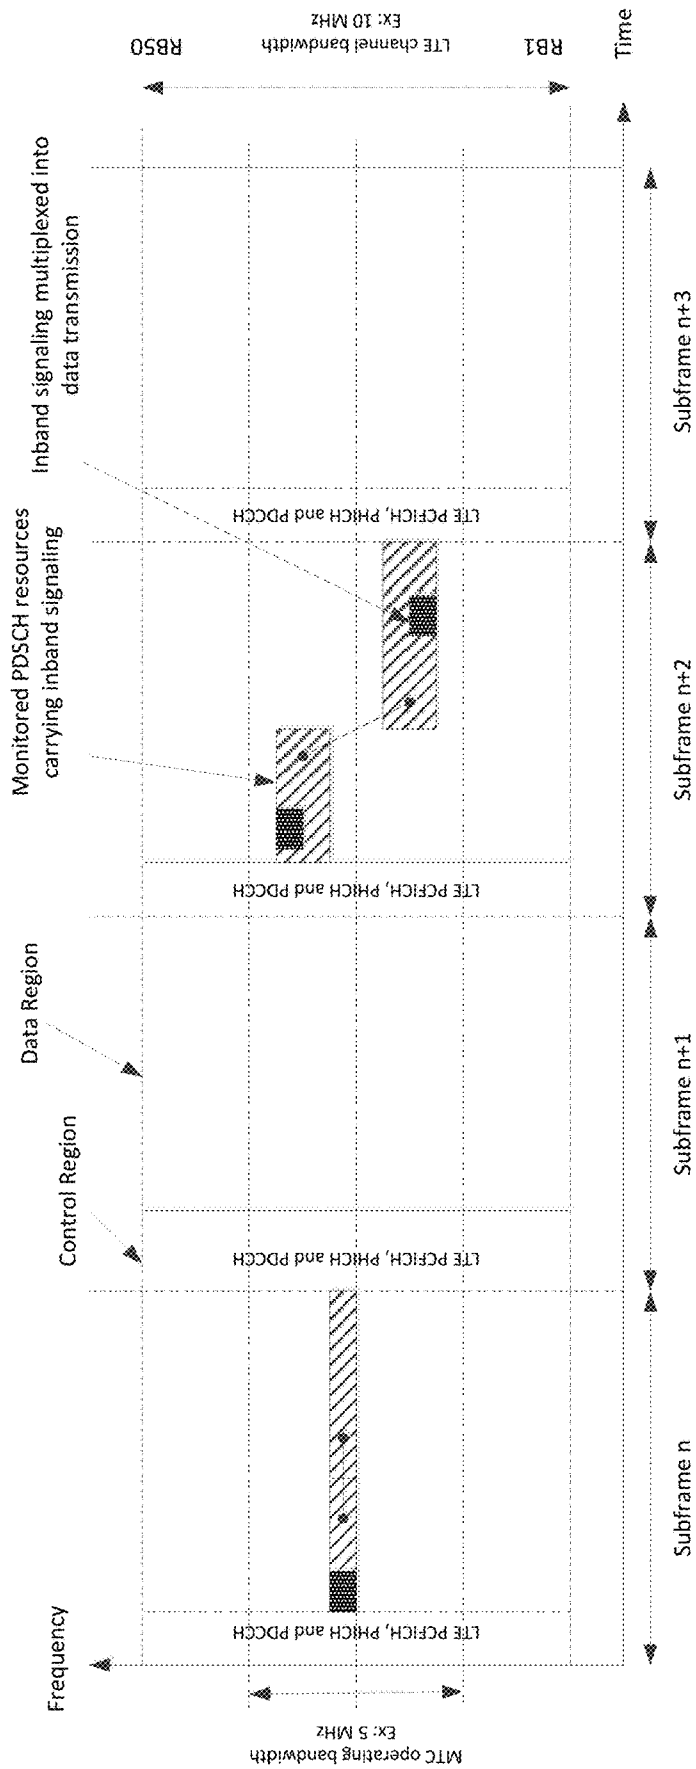 Frequency
Control Region
Data Region
Monitored PDSCH resources
carrying inband signaling
Inband signaling multiplexed into
data transmission
MTC operating bandwidth
Ex: 5 MHz
LTE PCFICH, PHICH and PDCCH
LTE PCFICH, PHICH and PDCCH
LTE PCFICH, PHICH and PDCCH
LTE PCFICH, PHICH and PDCCH
RB50
LTE channel bandwidth
Ex: 10 MHz
RB1
Time
Subframe n
Subframe n+1
Subframe n+2
Subframe n+3